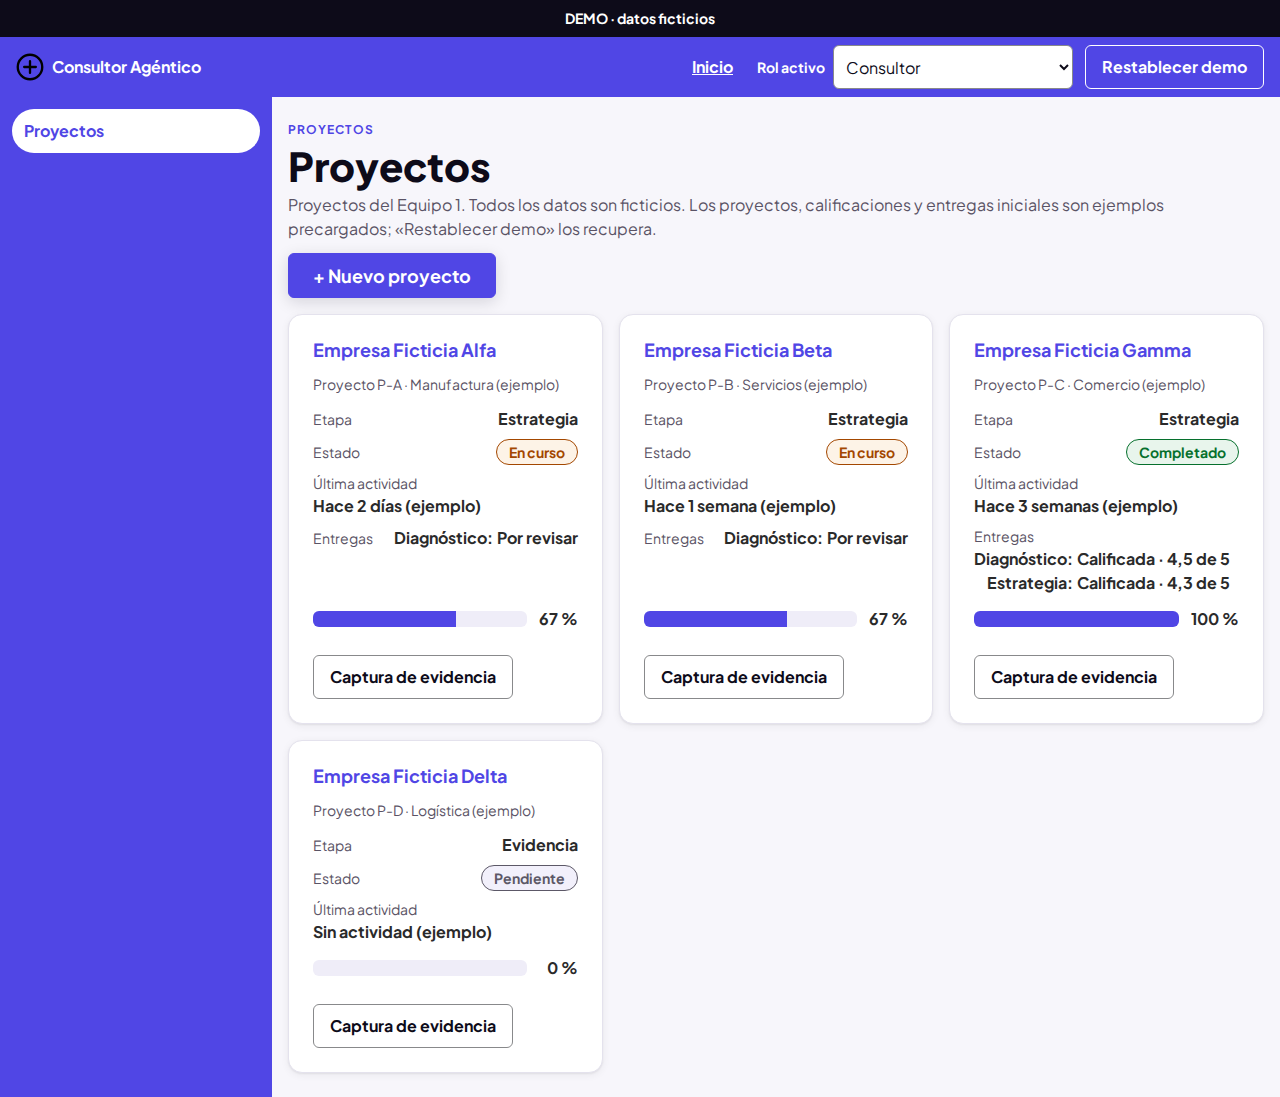 DEMO · datos ficticios
Consultor Agéntico
Inicio
Rol activo
Consultor
Restablecer demo
Proyectos
PROYECTOS
Proyectos
Proyectos del Equipo 1. Todos los datos son ficticios. Los proyectos, calificaciones y entregas iniciales son ejemplos
precargados; «Restablecer demo» los recupera.
+ Nuevo proyecto
Empresa Ficticia Alfa
Proyecto P-A · Manufactura (ejemplo)
Etapa Estrategia
Estado En curso
Última actividad
Hace 2 días (ejemplo)
Entregas Diagnóstico: Por revisar
67 %
Captura de evidencia
Empresa Ficticia Beta
Proyecto P-B · Servicios (ejemplo)
Etapa Estrategia
Estado En curso
Última actividad
Hace 1 semana (ejemplo)
Entregas Diagnóstico: Por revisar
67 %
Captura de evidencia
Empresa Ficticia Gamma
Proyecto P-C · Comercio (ejemplo)
Etapa Estrategia
Estado Completado
Última actividad
Hace 3 semanas (ejemplo)
Entregas
Diagnóstico: Calificada · 4,5 de 5
Estrategia: Calificada · 4,3 de 5
100 %
Captura de evidencia
Empresa Ficticia Delta
Proyecto P-D · Logística (ejemplo)
Etapa Evidencia
Estado Pendiente
Última actividad
Sin actividad (ejemplo)
0 %
Captura de evidencia